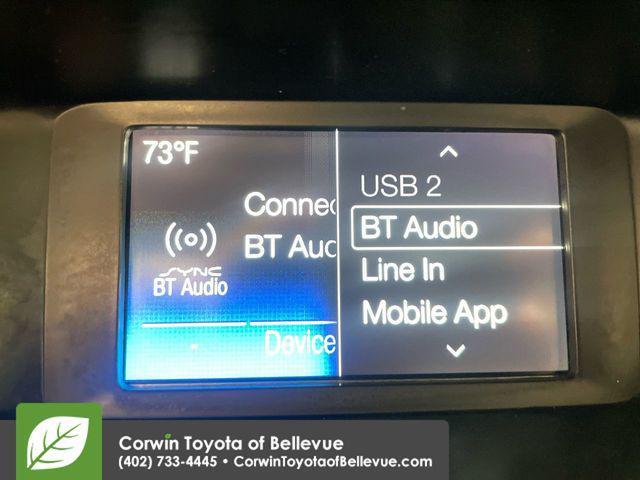 73°F
Connec
BT Auc
SYNC
BT Audio
Device
USB 2
BT Audio
Line In
Mobile App
Corwin Toyota of Bellevue
(402) 733-4445 • CorwinToyotaofBellevue.com